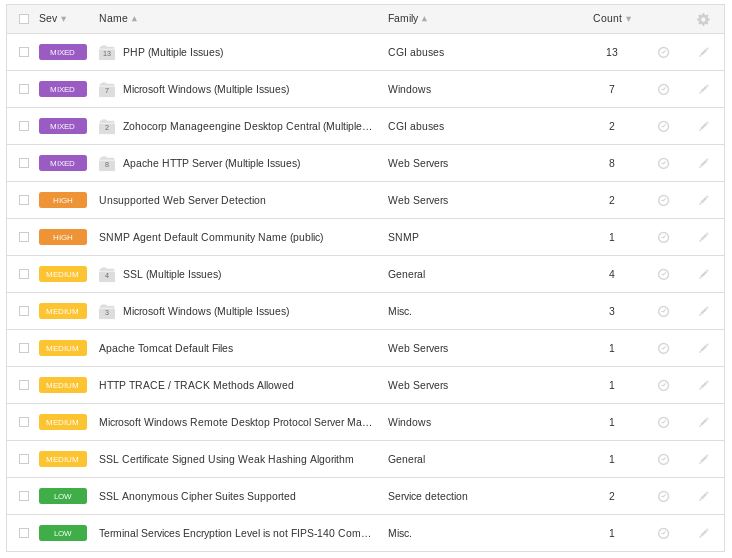 Sev ▼ Name ▲ Family ▲ Count ▼
MIXED 13 PHP (Multiple Issues) CGI abuses 13
MIXED 7 Microsoft Windows (Multiple Issues) Windows 7
MIXED 2 Zohocorp Manageengine Desktop Central (Multiple... CGI abuses 2
MIXED 8 Apache HTTP Server (Multiple Issues) Web Servers 8
HIGH Unsupported Web Server Detection Web Servers 2
HIGH SNMP Agent Default Community Name (public) SNMP 1
MEDIUM 4 SSL (Multiple Issues) General 4
MEDIUM 3 Microsoft Windows (Multiple Issues) Misc. 3
MEDIUM Apache Tomcat Default Files Web Servers 1
MEDIUM HTTP TRACE / TRACK Methods Allowed Web Servers 1
MEDIUM Microsoft Windows Remote Desktop Protocol Server Ma... Windows 1
MEDIUM SSL Certificate Signed Using Weak Hashing Algorithm General 1
LOW SSL Anonymous Cipher Suites Supported Service detection 2
LOW Terminal Services Encryption Level is not FIPS-140 Com... Misc. 1